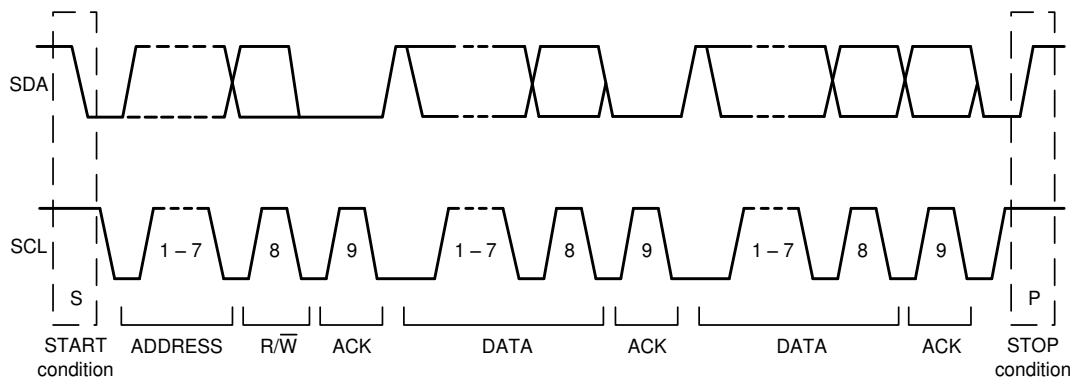 SDA
SCL
1 – 7
8
9
1 – 7
8
9
1 – 7
8
9
S
P
START
condition
ADDRESS
R/W̅
ACK
DATA
ACK
DATA
ACK
STOP
condition